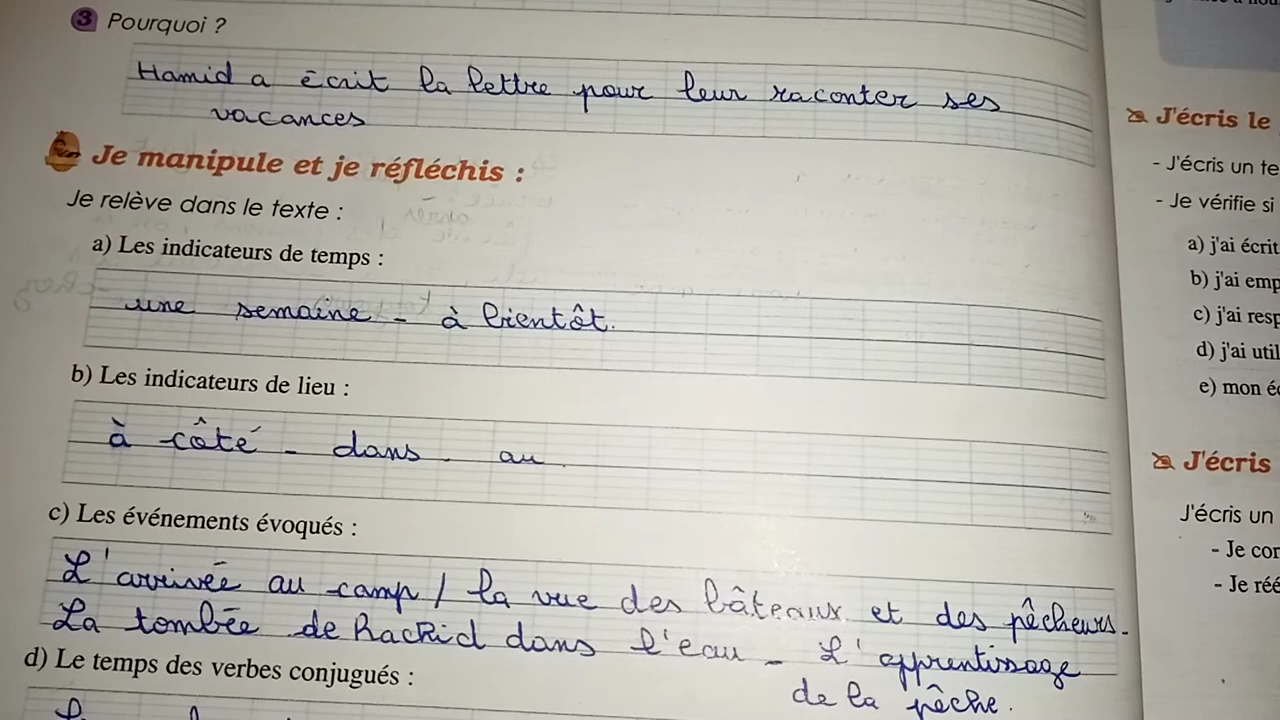 3 Pourquoi ?
Hamid a écrit la lettre pour leur raconter ses
vacances
Je manipule et je réfléchis :
Je relève dans le texte :
a) Les indicateurs de temps :
une semaine - à bientôt.
b) Les indicateurs de lieu :
à côté - dans - au
c) Les événements évoqués :
L'arrivée au camp / la vue des bâteaux et des pêcheurs.
La tombée de Rachid dans l'eau - L'apprentissage
de la pêche.
d) Le temps des verbes conjugués :
J'écris le
- J'écris un te
- Je vérifie si
a) j'ai écrit
b) j'ai emp
c) j'ai resp
d) j'ai util
e) mon éc
J'écris
J'écris un
- Je cor
- Je réé